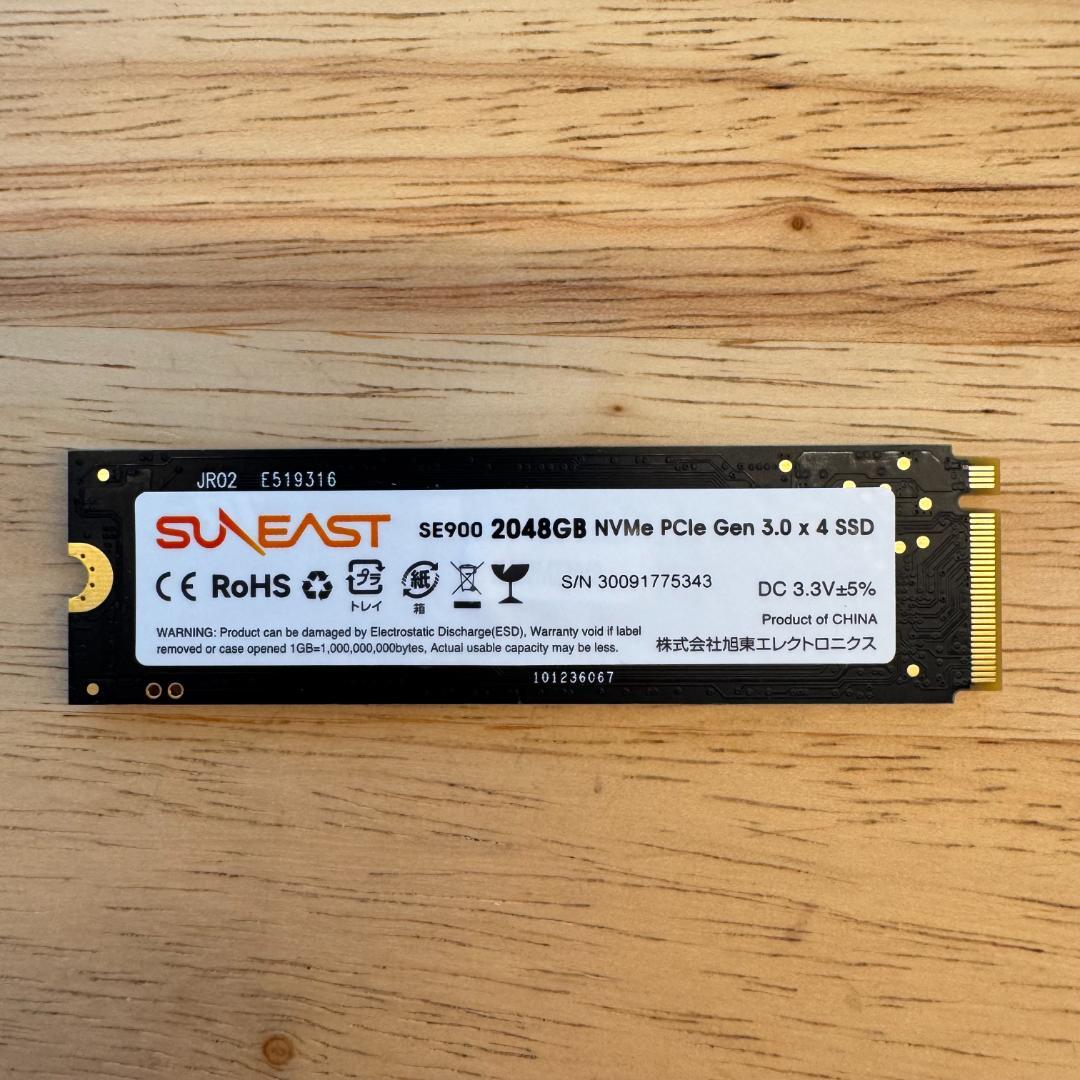 JR02 E519316
SUNEAST
SE900 2048GB NVMe PCIe Gen 3.0 x 4 SSD
CE RoHS プラ 紙
トレイ 箱
S/N 30091775343
DC 3.3V±5%
Product of CHINA
WARNING: Product can be damaged by Electrostatic Discharge(ESD), Warranty void if label
removed or case opened 1GB=1,000,000,000bytes, Actual usable capacity may be less.
株式会社旭東エレクトロニクス
101236067